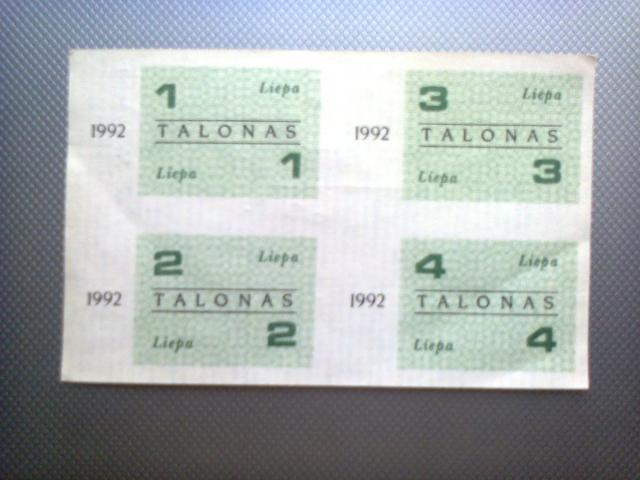 1 Liepa
1992 TALONAS
Liepa 1
3 Liepa
1992 TALONAS
Liepa 3
2 Liepa
1992 TALONAS
Liepa 2
4 Liepa
1992 TALONAS
Liepa 4